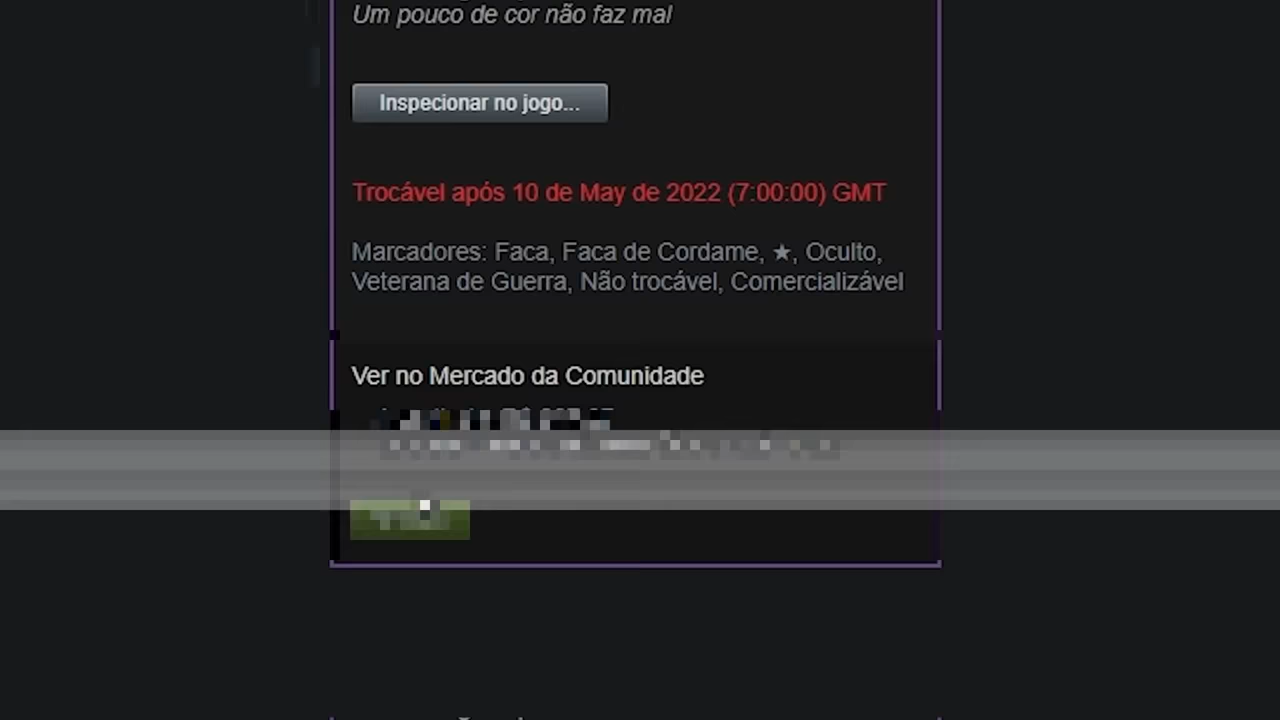 Um pouco de cor não faz mal
Inspecionar no jogo...
Trocável após 10 de May de 2022 (7:00:00) GMT
Marcadores: Faca, Faca de Cordame, ★, Oculto,
Veterana de Guerra, Não trocável, Comercializável
Ver no Mercado da Comunidade